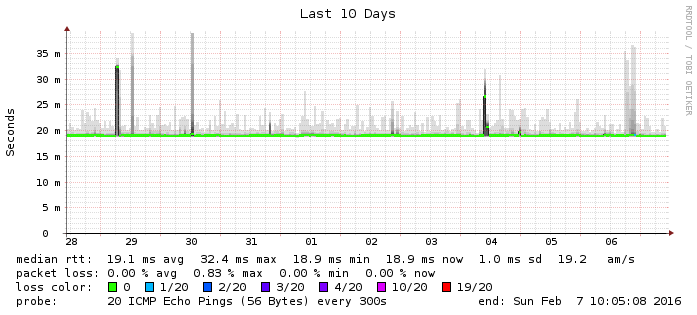 Last 10 Days
RRDTOOL / TOBI OETIKER
Seconds
35 m
30 m
25 m
20 m
15 m
10 m
5 m
0
28 29 30 31 01 02 03 04 05 06
median rtt: 19.1 ms avg 32.4 ms max 18.9 ms min 18.9 ms now 1.0 ms sd 19.2 am/s
packet loss: 0.00 % avg 0.83 % max 0.00 % min 0.00 % now
loss color: 0 1/20 2/20 3/20 4/20 10/20 19/20
probe: 20 ICMP Echo Pings (56 Bytes) every 300s end: Sun Feb 7 10:05:08 2016